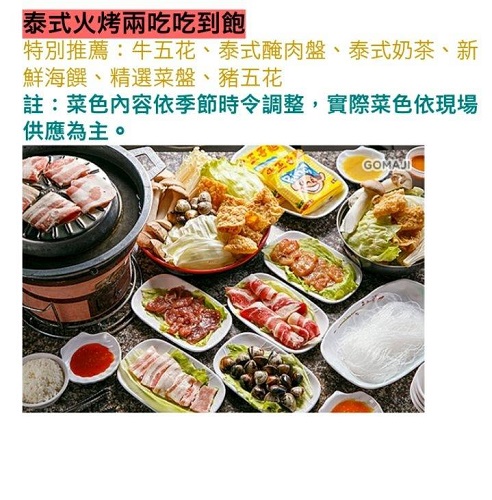 泰式火烤兩吃吃到飽
特別推薦：牛五花、泰式醃肉盤、泰式奶茶、新
鮮海饌、精選菜盤、豬五花
註：菜色內容依季節時令調整，實際菜色依現場
供應為主。
GOMAJI